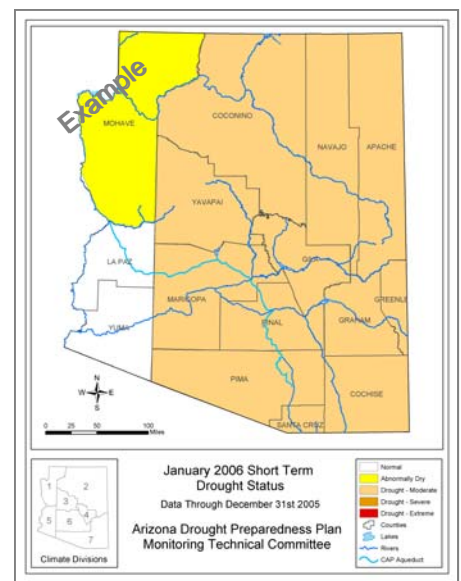 Example
MOHAVE
COCONINO
NAVAJO
APACHE
YAVAPAI
LA PAZ
GILA
MARICOPA
GREENLEE
YUMA
PINAL
GRAHAM
PIMA
COCHISE
SANTA CRUZ
N
W E
S
0 25 50 100
Miles
January 2006 Short Term
Drought Status
Data Through December 31st 2005
Arizona Drought Preparedness Plan
Monitoring Technical Committee
1
2
3
4
5
6
7
Climate Divisions
Normal
Abnormally Dry
Drought - Moderate
Drought - Severe
Drought - Extreme
Counties
Lakes
Rivers
CAP Aqueduct